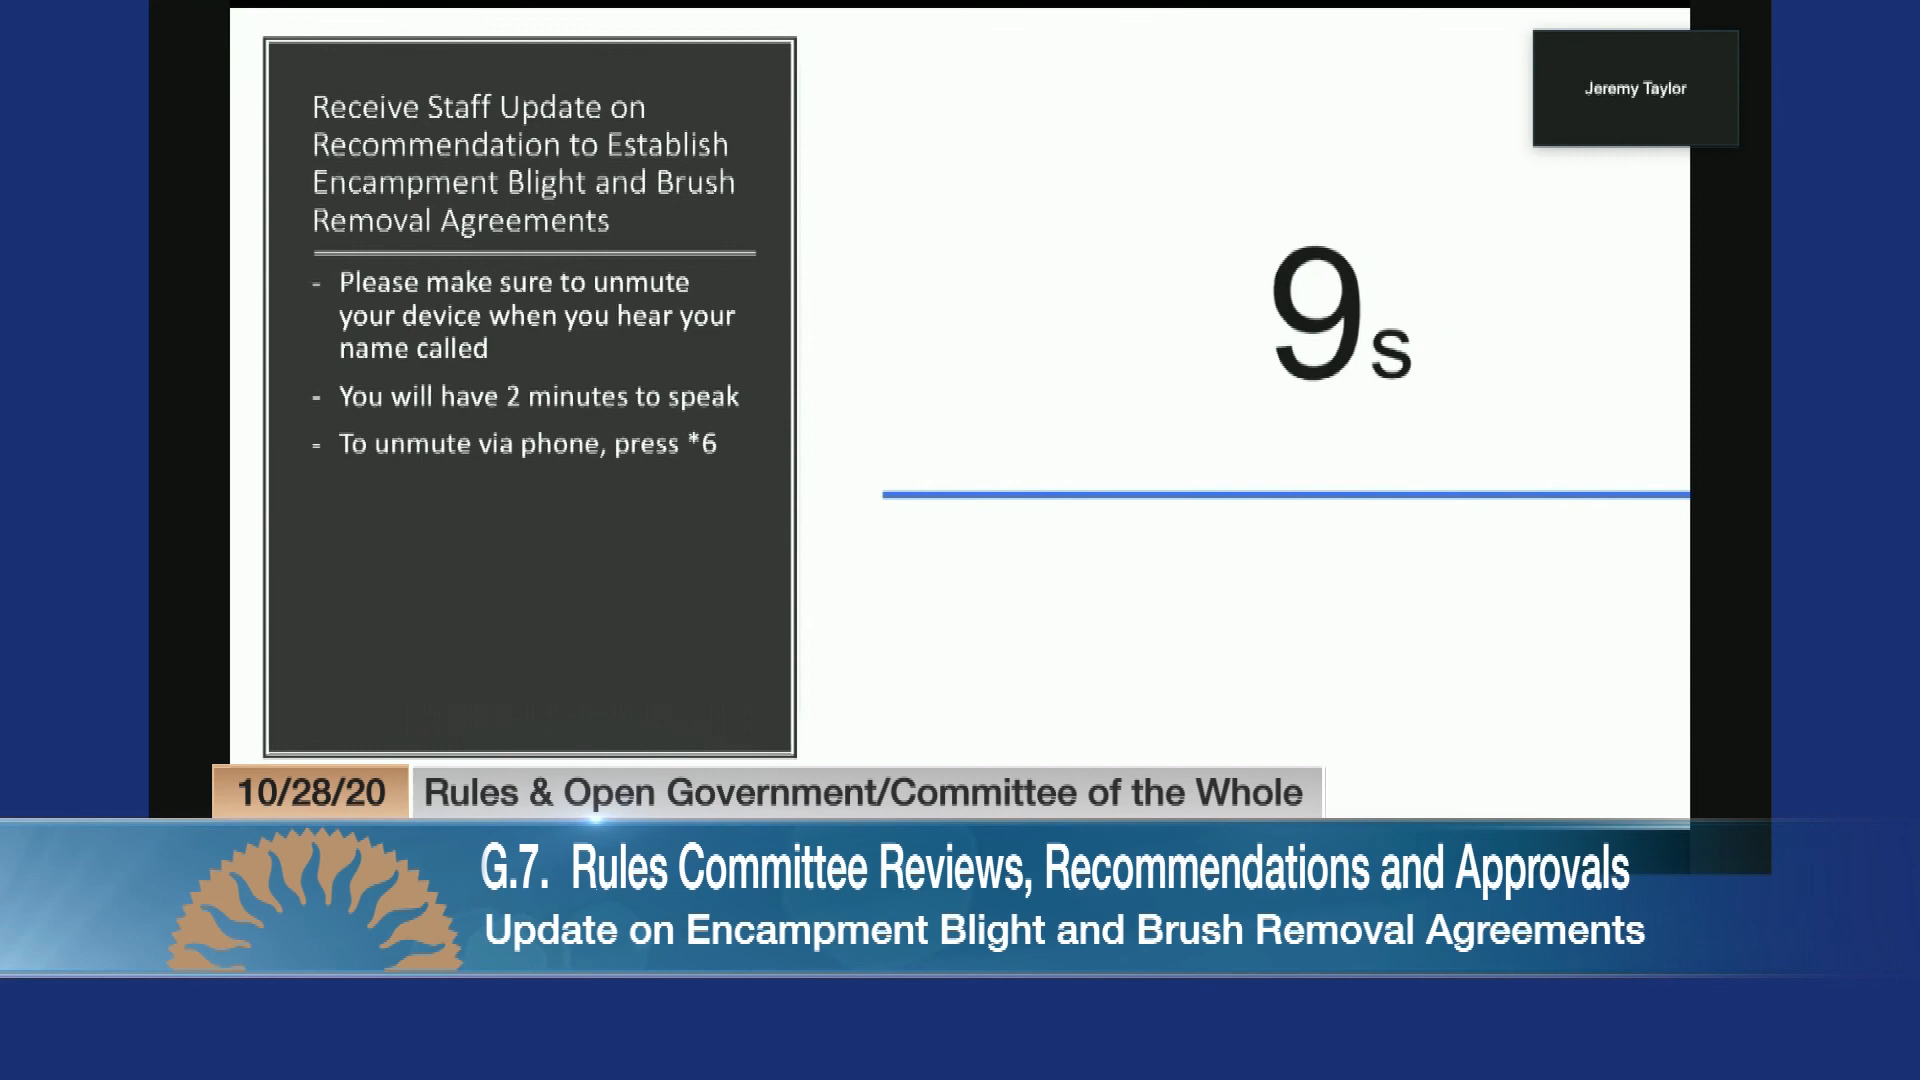 Receive Staff Update on
Recommendation to Establish
Encampment Blight and Brush
Removal Agreements
- Please make sure to unmute
your device when you hear your
name called
- You will have 2 minutes to speak
- To unmute via phone, press *6
Jeremy Taylor
9s
10/28/20 Rules & Open Government/Committee of the Whole
G.7. Rules Committee Reviews, Recommendations and Approvals
Update on Encampment Blight and Brush Removal Agreements